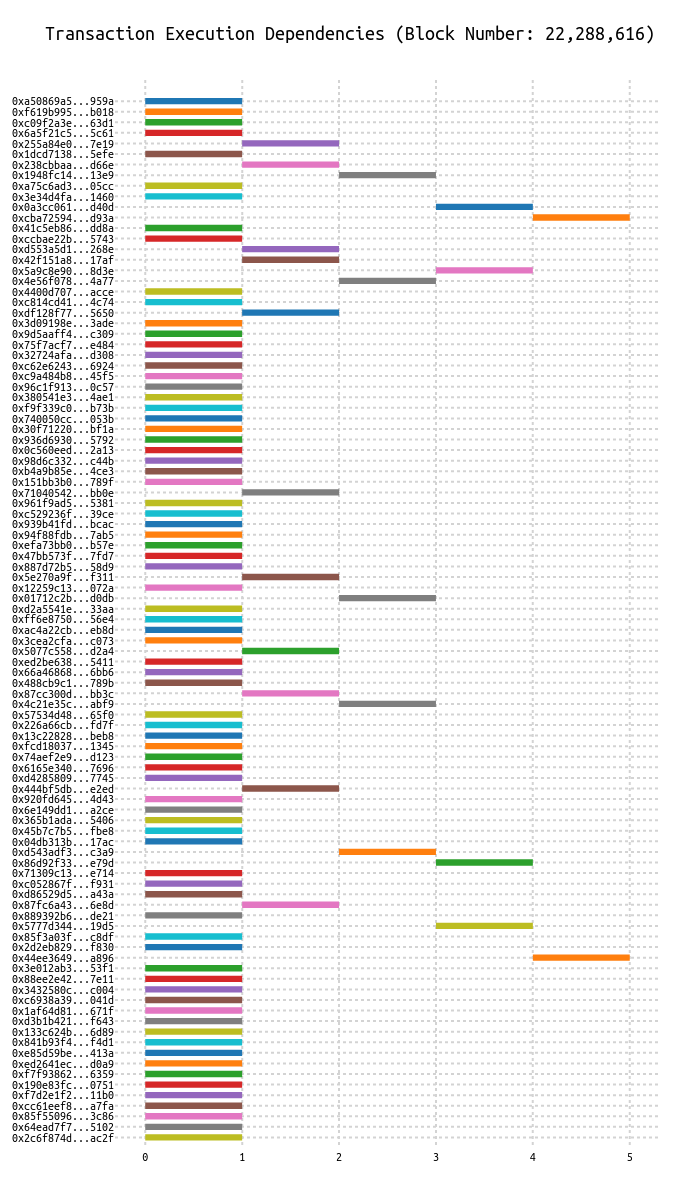 Transaction Execution Dependencies (Block Number: 22,288,616)
0xa50869a5...959a
0xf619b995...b018
0xc09f2a3e...63d1
0x6a5f21c5...5c61
0x255a84e0...7e19
0x1dcd7138...5efe
0x238cbbaa...d66e
0x1948fc14...13e9
0xa75c6ad3...05cc
0x3e34d4fa...1460
0x0a3cc061...d40d
0xcba72594...d93a
0x41c5eb86...dd8a
0xccbae22b...5743
0xd553a5d1...268e
0x42f151a8...17af
0x5a9c8e90...8d3e
0x4e56f078...4a77
0x4400d707...acce
0xc814cd41...4c74
0xdf128f77...5650
0x3d09198e...3ade
0x9d5aaff4...c309
0x75f7acf7...e484
0x32724afa...d308
0xc62e6243...6924
0xc9a484b8...45f5
0x96c1f913...0c57
0x380541e3...4ae1
0xf9f339c0...b73b
0x740050cc...053b
0x30f71220...bf1a
0x936d6930...5792
0x0c560eed...2a13
0x98d6c332...c44b
0xb4a9b85e...4ce3
0x151bb3b0...789f
0x71040542...bb0e
0x961f9ad5...5381
0xc529236f...39ce
0x939b41fd...bcac
0x94f88fdb...7ab5
0xefa73bb0...b57e
0x47bb573f...7fd7
0x887d72b5...58d9
0x5e270a9f...f311
0x12259c13...072a
0x01712c2b...d0db
0xd2a5541e...33aa
0xff6e8750...56e4
0xac4a22cb...eb8d
0x3cea2cfa...c073
0x5077c558...d2a4
0xed2be638...5411
0x66a46868...6bb6
0x488cb9c1...789b
0x87cc300d...bb3c
0x4c21e35c...abf9
0x57534d48...65f0
0x226a66cb...fd7f
0x13c22828...beb8
0xfcd18037...1345
0x74aef2e9...d123
0x6165e340...7696
0xd4285809...7745
0x444bf5db...e2ed
0x920fd645...4d43
0x6e149dd1...a2ce
0x365b1ada...5406
0x45b7c7b5...fbe8
0x04db313b...17ac
0xd543adf3...c3a9
0x86d92f33...e79d
0x71309c13...e714
0xc052867f...f931
0xd86529d5...a43a
0x87fc6a43...6e8d
0x889392b6...de21
0x5777d344...19d5
0x85f3a03f...c8df
0x2d2eb829...f830
0x44ee3649...a896
0x3e012ab3...53f1
0x88ee2e42...7e11
0x3432580c...c004
0xc6938a39...041d
0x1af64d81...671f
0xd3b1b421...f643
0x133c624b...6d89
0x841b93f4...f4d1
0xe85d59be...413a
0xed2641ec...d0a9
0xf7f93862...6359
0x190e83fc...0751
0xf7d2e1f2...11b0
0xcc61eef8...a7fa
0x85f55096...3c86
0x64ead7f7...5102
0x2c6f874d...ac2f
0 1 2 3 4 5